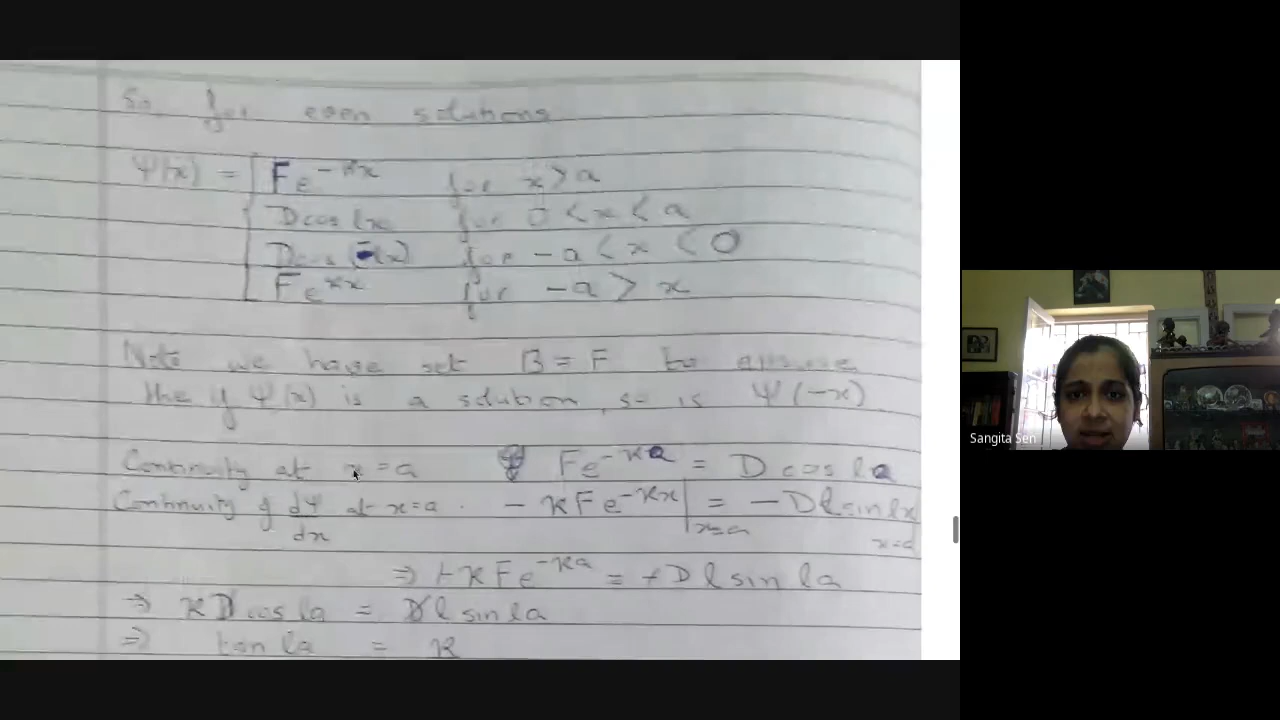 So for even solutions
Ψ(x) = Fe^{-κx} for x > a
D cos lx for 0 < x < a
D cos (-lx) for -a < x < 0
Fe^{κx} for -a > x
Note we have set B = F to
the if Ψ(x) is a solution, so is Ψ(-x)
Continuity at x = a Fe^{-κa} = D cos la
Continuity of dΨ/dx at x = a. -κFe^{-κx}|_{x=a} = -Dl sin lx x=a
⇒ +κFe^{-κa} = +Dl sin la
⇒ κD cos la = Dl sin la
⇒ tan la = κ
Sangita Sen